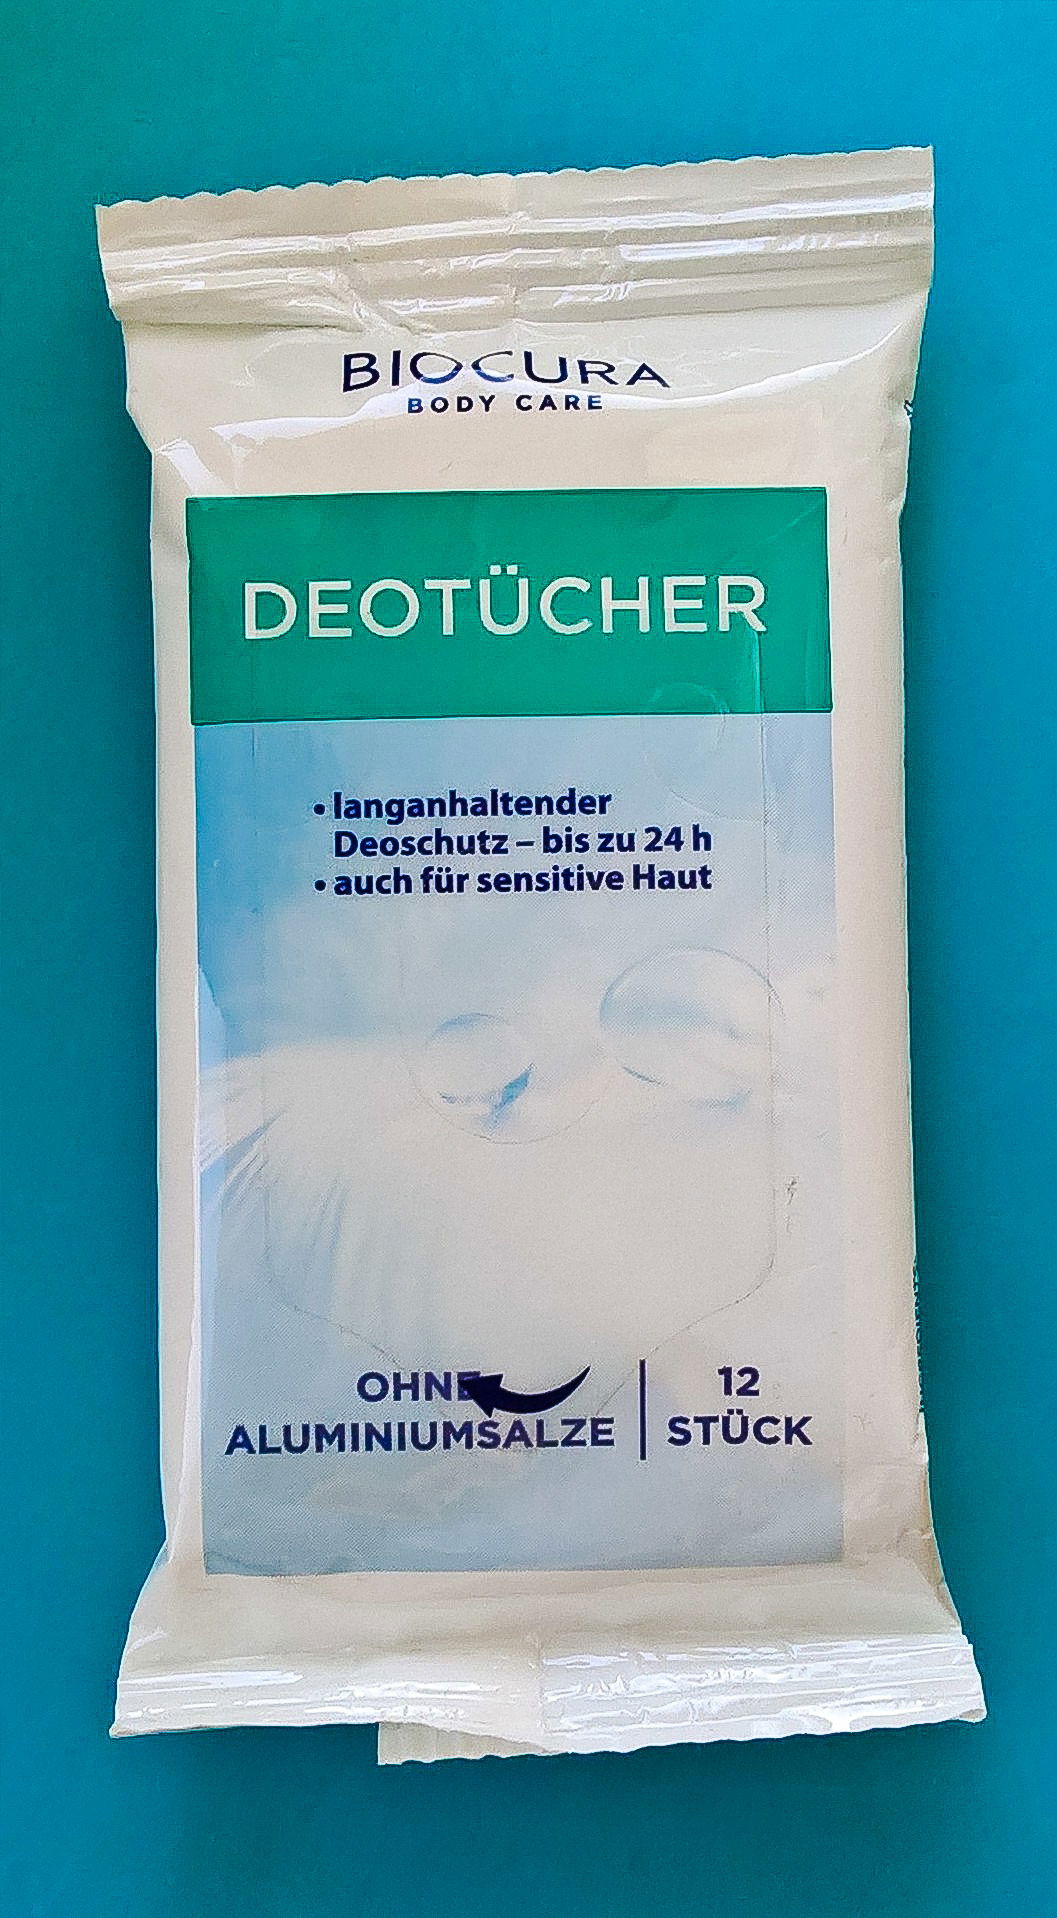 BIOCURA
BODY CARE
DEOTÜCHER
• langanhaltender
Deoschutz – bis zu 24 h
• auch für sensitive Haut
OHNE
ALUMINIUMSALZE
12
STÜCK